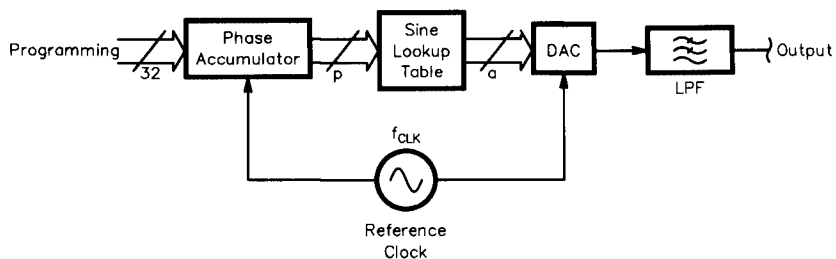 Programming
32
Phase
Accumulator
p
Sine
Lookup
Table
a
DAC
LPF
Output
fCLK
Reference
Clock